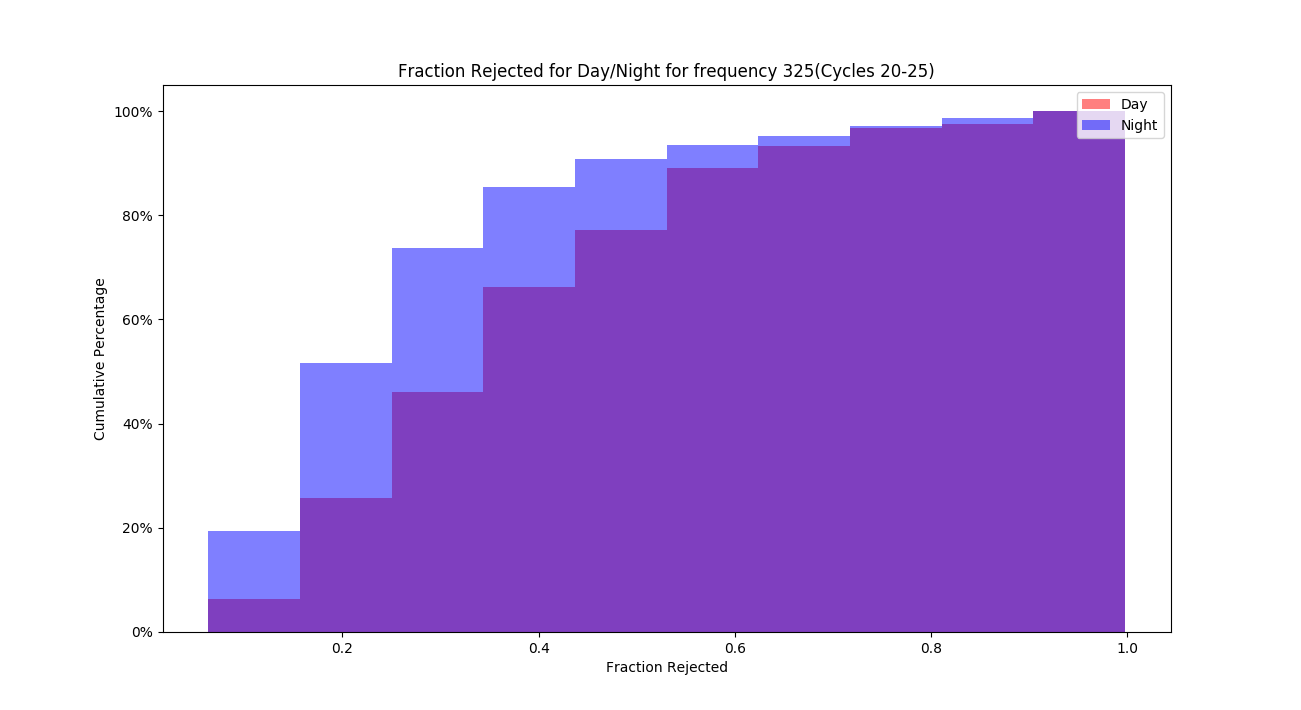 Fraction Rejected for Day/Night for frequency 325(Cycles 20-25)
100%
80%
60%
40%
20%
0%
Cumulative Percentage
Day
Night
0.2 0.4 0.6 0.8 1.0
Fraction Rejected